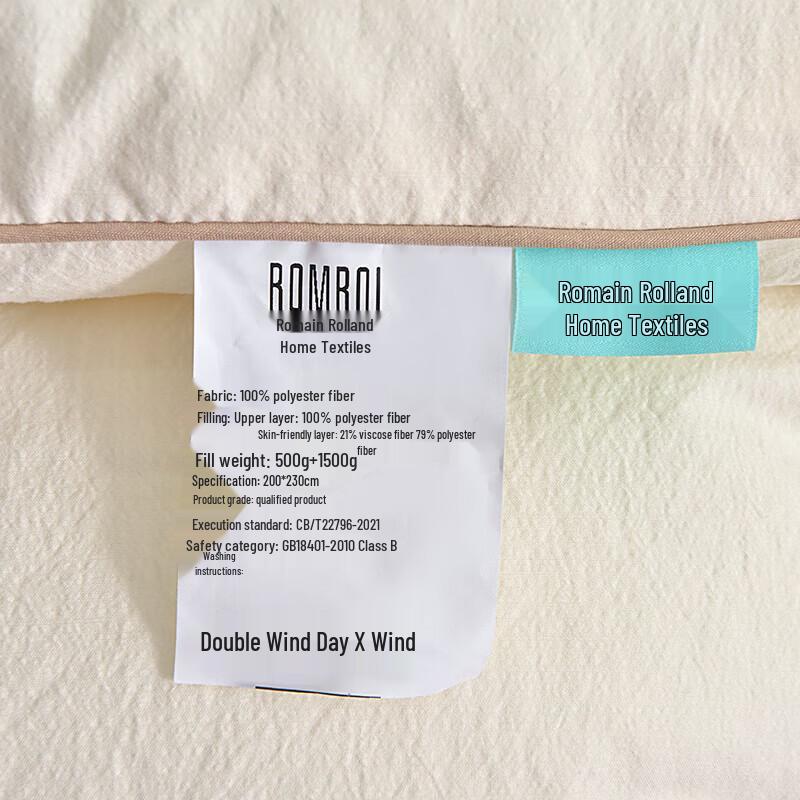 ROMROL
Romain Rolland
Home Textiles
Romain Rolland
Home Textiles
Fabric: 100% polyester fiber
Filling: Upper layer: 100% polyester fiber
Skin-friendly layer: 21% viscose fiber 79% polyester
fiber
Fill weight: 500g+1500g
Specification: 200*230cm
Product grade: qualified product
Execution standard: CB/T22796-2021
Safety category: GB18401-2010 Class B
Washing
instructions:
Double Wind Day X Wind